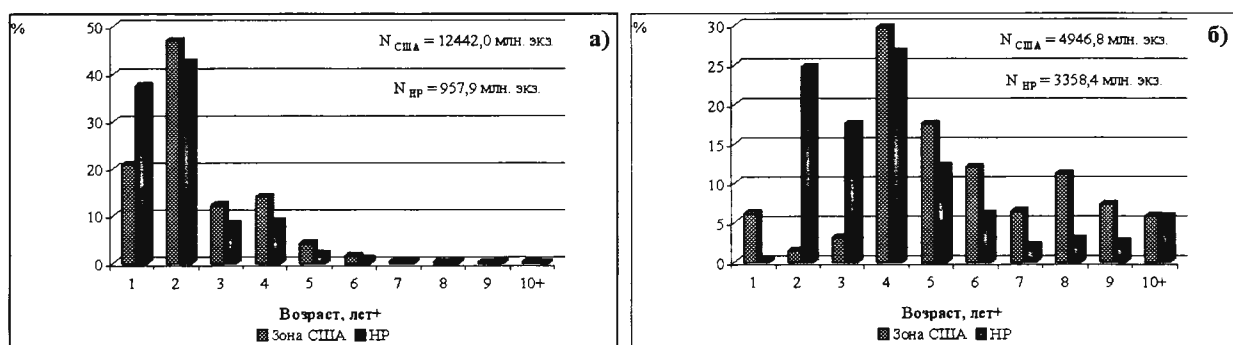 %
50
40
30
20
10
0
N США = 12442,0 млн. экз.
N НР = 957,9 млн. экз.
а)
1 2 3 4 5 6 7 8 9 10+
Возраст, лет+
Зона США НР
%
30
25
20
15
10
5
0
N США = 4946,8 млн. экз.
N НР = 3358,4 млн. экз.
б)
1 2 3 4 5 6 7 8 9 10+
Возраст, лет+
Зона США НР